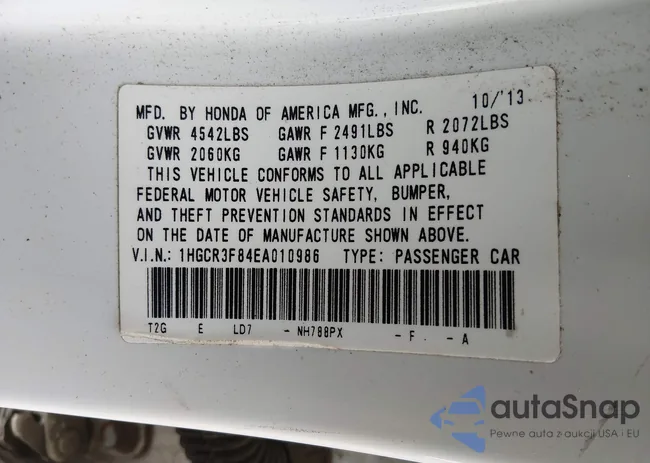 MFD. BY HONDA OF AMERICA MFG., INC. 10/'13
GVWR 4542LBS GAWR F 2491LBS R 2072LBS
GVWR 2060KG GAWR F 1130KG R 940KG
THIS VEHICLE CONFORMS TO ALL APPLICABLE
FEDERAL MOTOR VEHICLE SAFETY, BUMPER,
AND THEFT PREVENTION STANDARDS IN EFFECT
ON THE DATE OF MANUFACTURE SHOWN ABOVE.
V.I.N.: 1HGCR3F84EA010986 TYPE: PASSENGER CAR
T2G E LD7 - NH788PX - F - A
autaSnap
Pewne auta z aukcji USA i EU